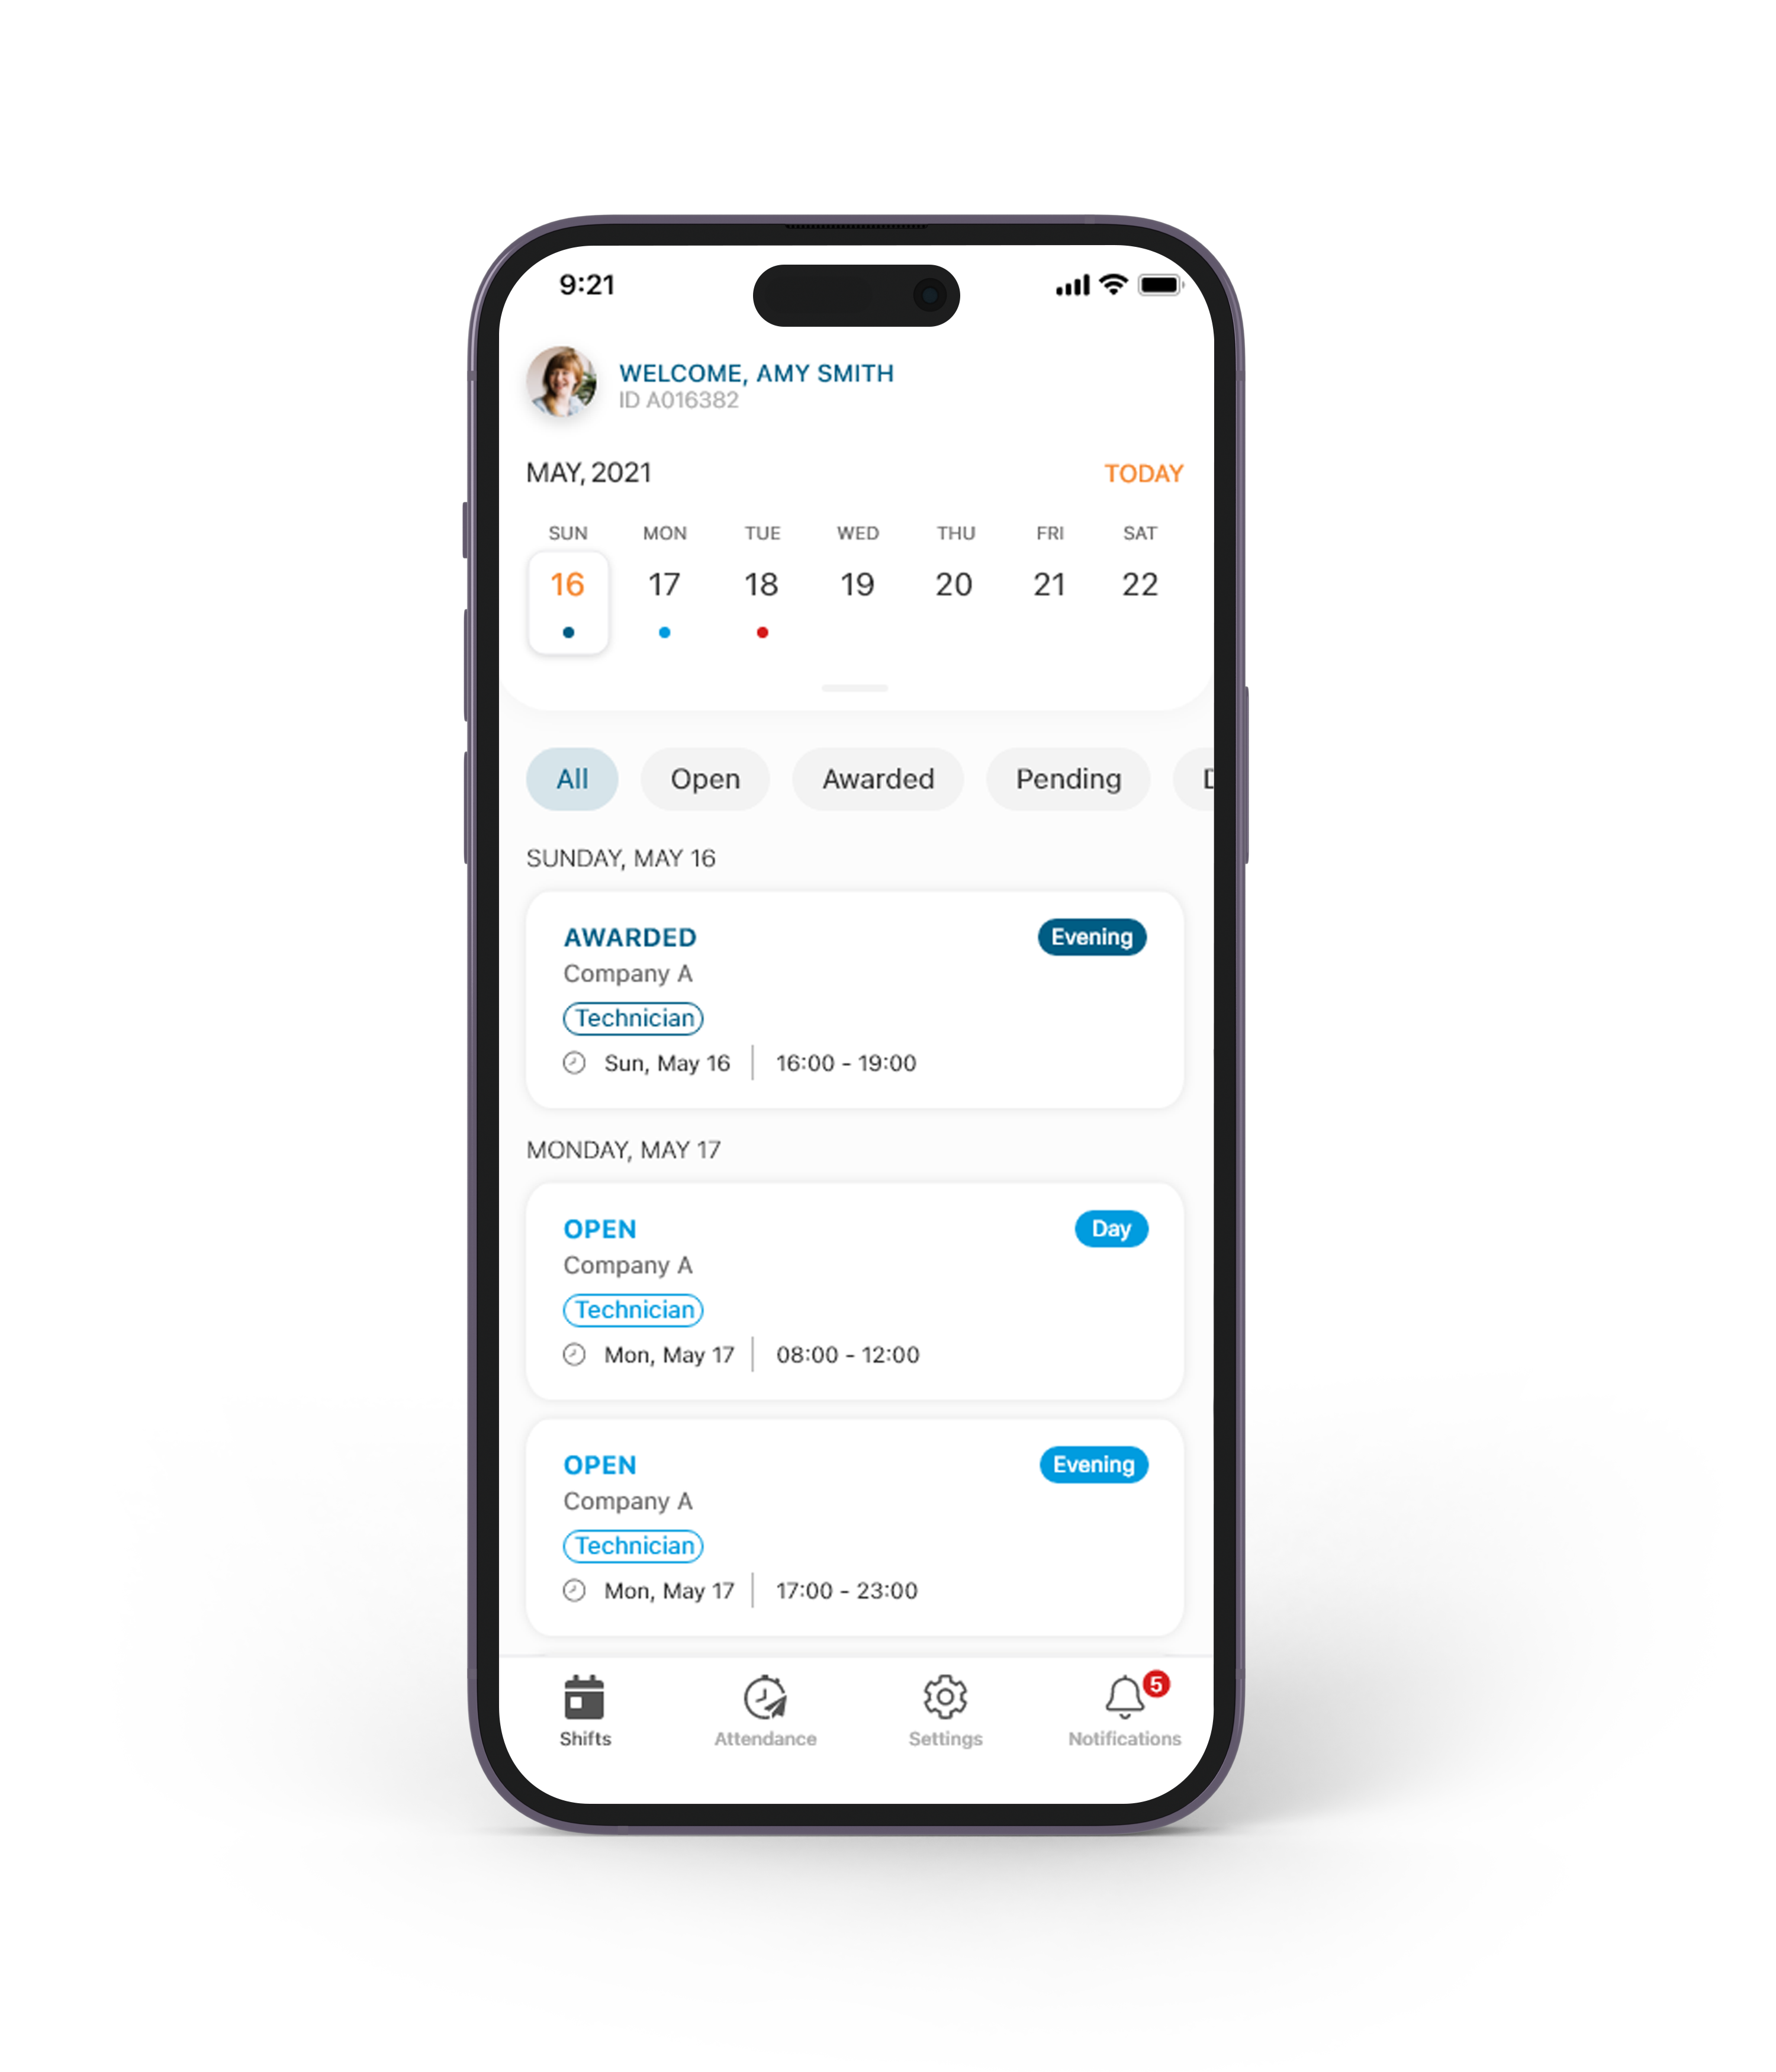 9:21
WELCOME, AMY SMITH
ID A016382
MAY, 2021 TODAY
SUN MON TUE WED THU FRI SAT
16 17 18 19 20 21 22
All Open Awarded Pending
SUNDAY, MAY 16
AWARDED Evening
Company A
Technician
Sun, May 16 16:00 - 19:00
MONDAY, MAY 17
OPEN Day
Company A
Technician
Mon, May 17 08:00 - 12:00
OPEN Evening
Company A
Technician
Mon, May 17 17:00 - 23:00
5
Shifts Attendance Settings Notifications